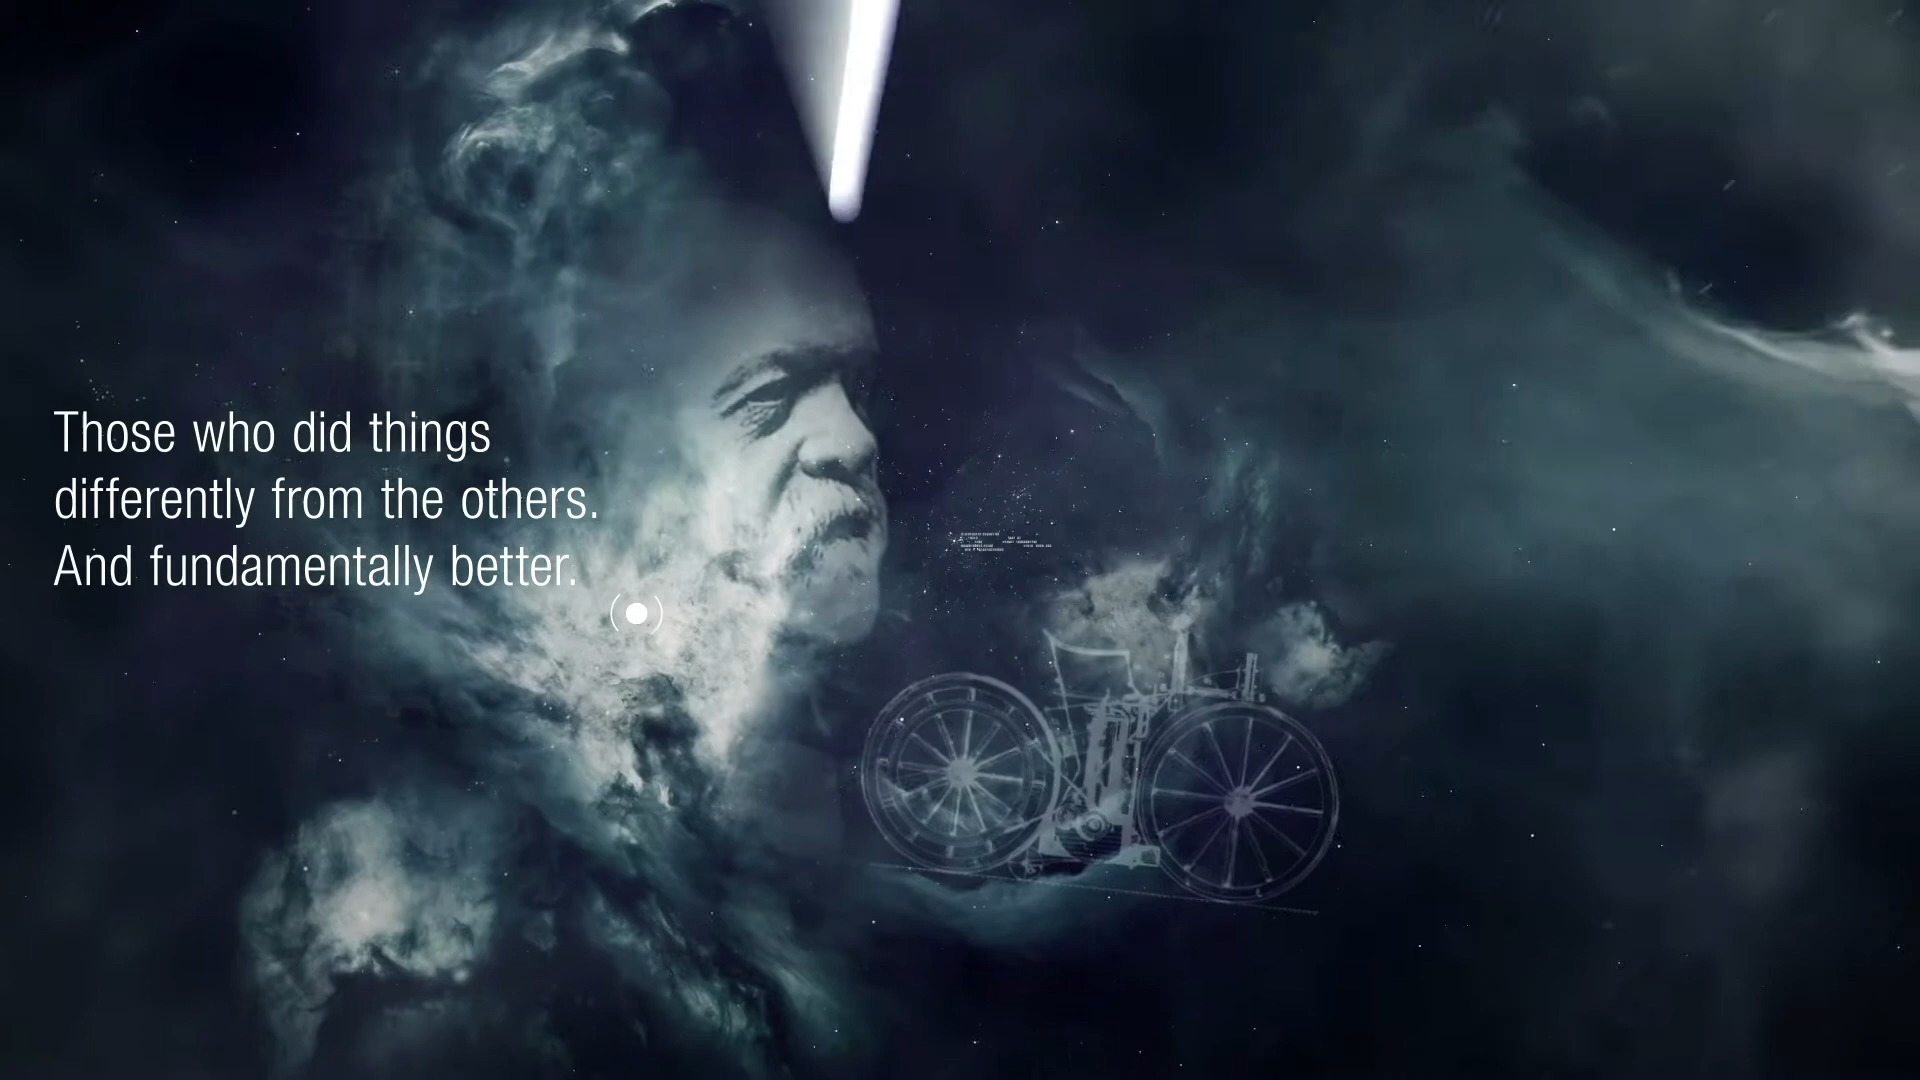 Those who did things
differently from the others.
And fundamentally better.